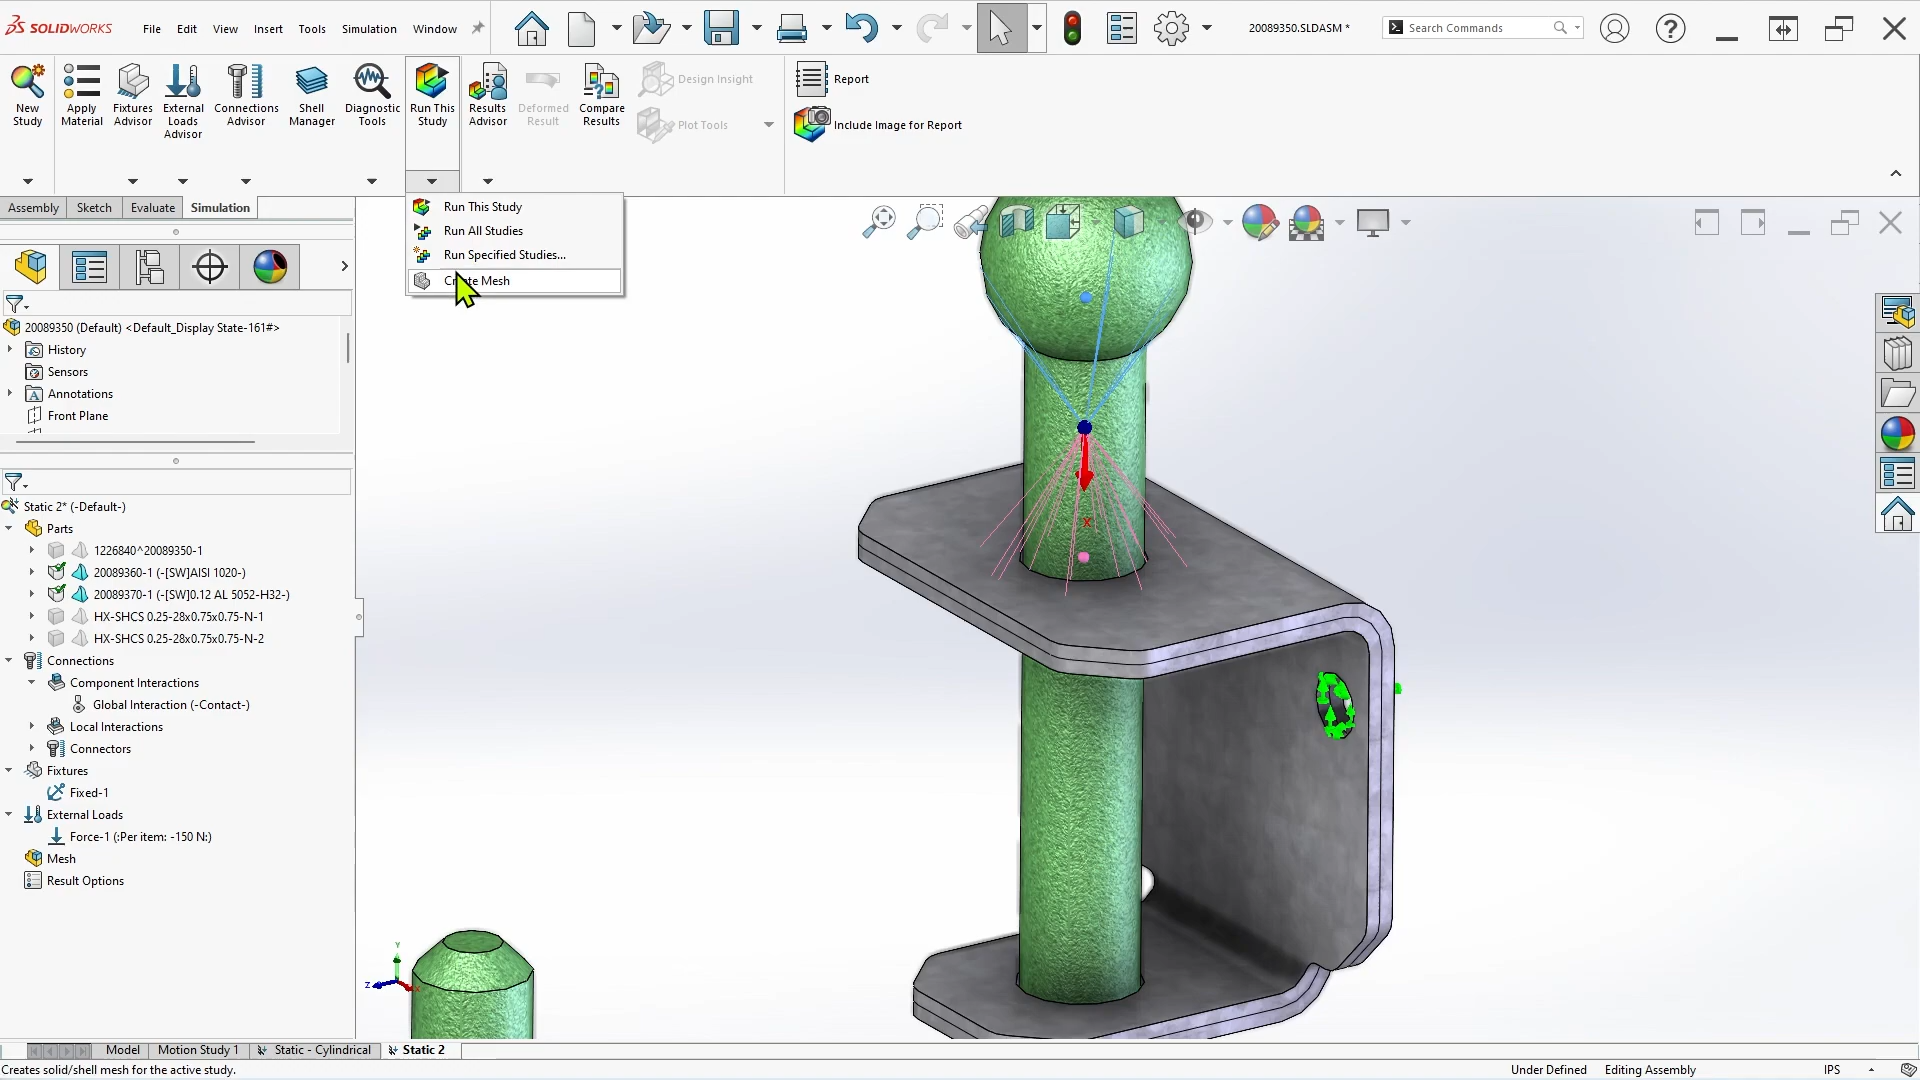 SOLIDWORKS File Edit View Insert Tools Simulation Window 20089350.SLDASM * Search Commands
New Study
Apply Material
Fixtures Advisor
External Loads Advisor
Connections Advisor
Shell Manager
Diagnostic Tools
Run This Study
Results Advisor
Deformed Result
Compare Results
Design Insight
Plot Tools
Report
Include Image for Report
Assembly Sketch Evaluate Simulation
Run This Study
Run All Studies
Run Specified Studies...
Create Mesh
20089350 (Default) <Default_Display State-161#>
History
Sensors
Annotations
Front Plane
Static 2* (-Default-)
Parts
1226840^20089350-1
20089360-1 (-[SW]AISI 1020-)
20089370-1 (-[SW]0.12 AL 5052-H32-)
HX-SHCS 0.25-28x0.75x0.75-N-1
HX-SHCS 0.25-28x0.75x0.75-N-2
Connections
Component Interactions
Global Interaction (-Contact-)
Local Interactions
Connectors
Fixtures
Fixed-1
External Loads
Force-1 (:Per item: -150 N:)
Mesh
Result Options
x
Y
Z
Model Motion Study 1 Static - Cylindrical Static 2
Creates solid/shell mesh for the active study. Under Defined Editing Assembly IPS